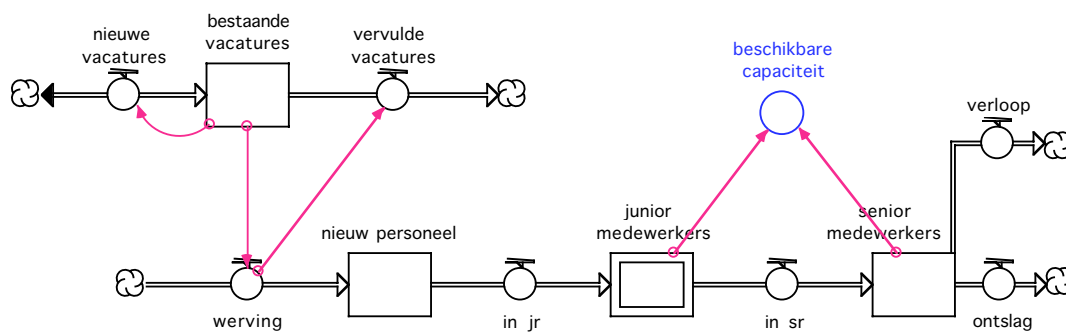 nieuwe
vacatures
bestaande
vacatures
vervulde
vacatures
beschikbare
capaciteit
verloop
nieuw personeel
junior
medewerkers
senior
medewerkers
werving
in jr
in sr
ontslag